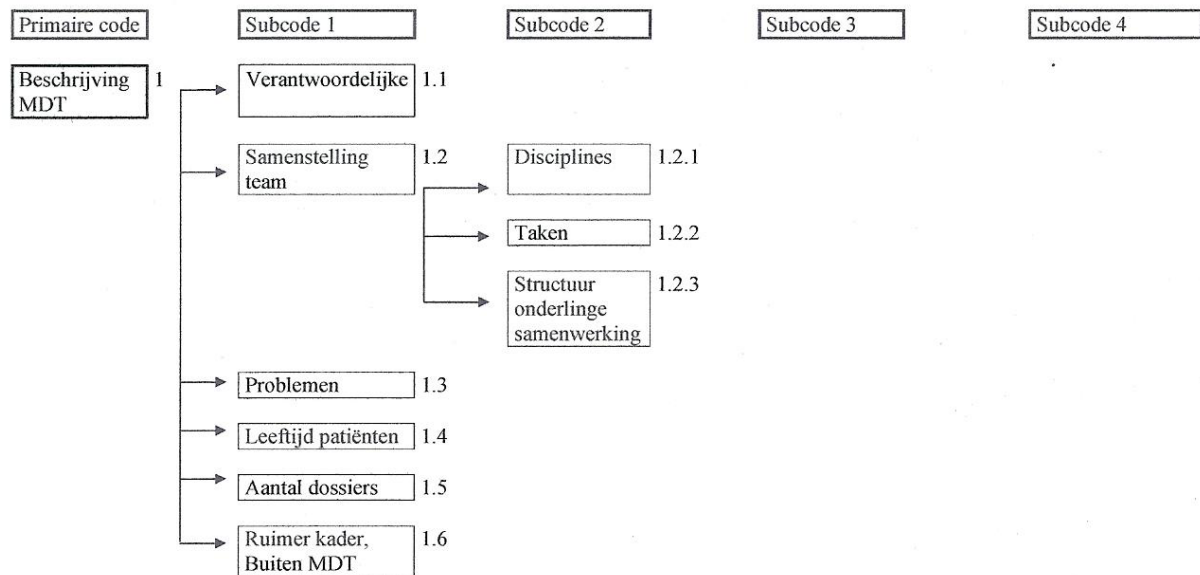 Primaire code
Subcode 1
Subcode 2
Subcode 3
Subcode 4
Beschrijving
MDT
1
Verantwoordelijke
1.1
Samenstelling
team
1.2
Disciplines
1.2.1
Taken
1.2.2
Structuur
onderlinge
samenwerking
1.2.3
Problemen
1.3
Leeftijd patiënten
1.4
Aantal dossiers
1.5
Ruimer kader,
Buiten MDT
1.6